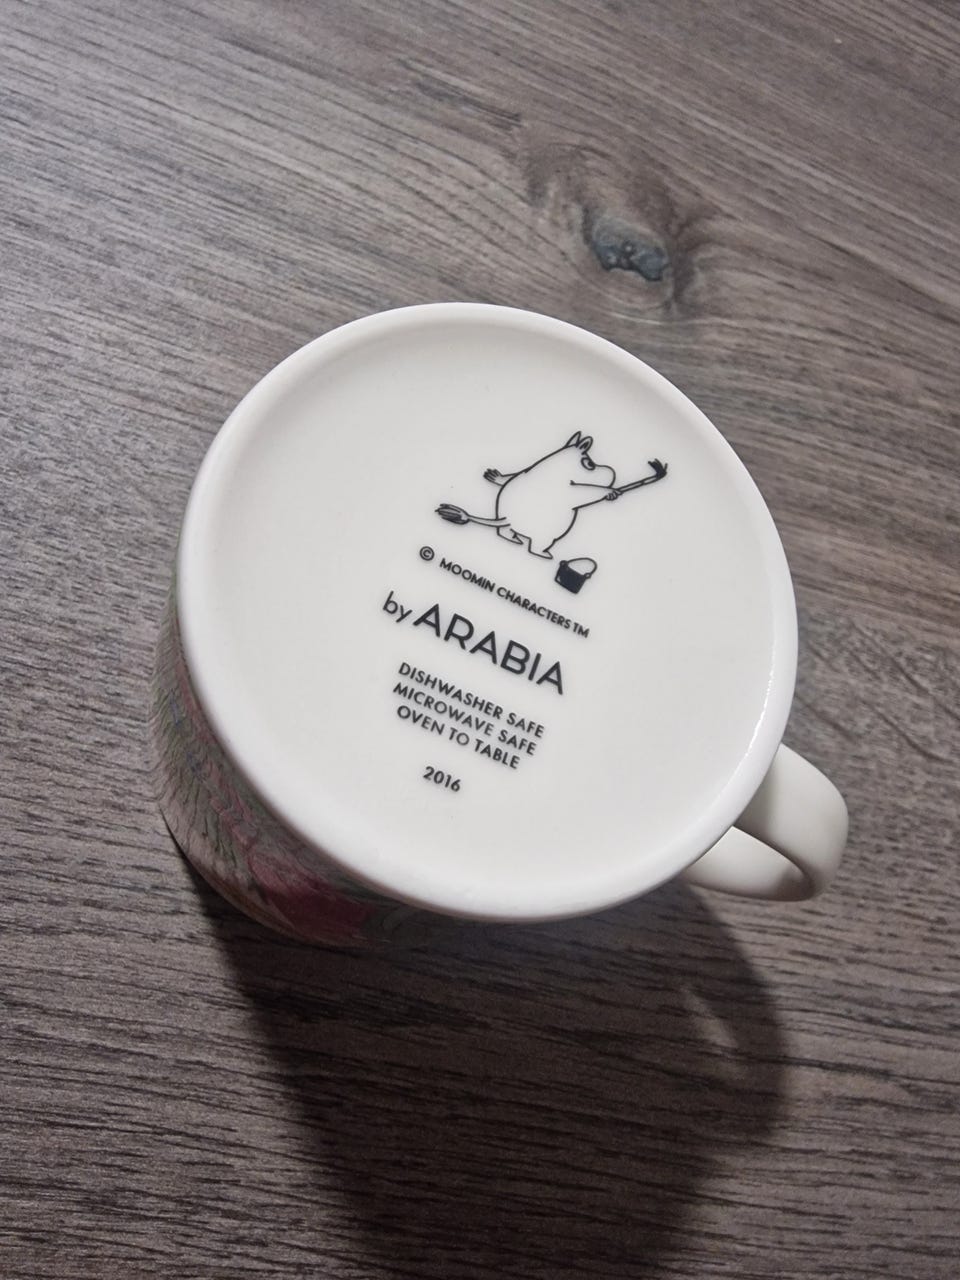 © MOOMIN CHARACTERS TM
by ARABIA
DISHWASHER SAFE
MICROWAVE SAFE
OVEN TO TABLE
2016